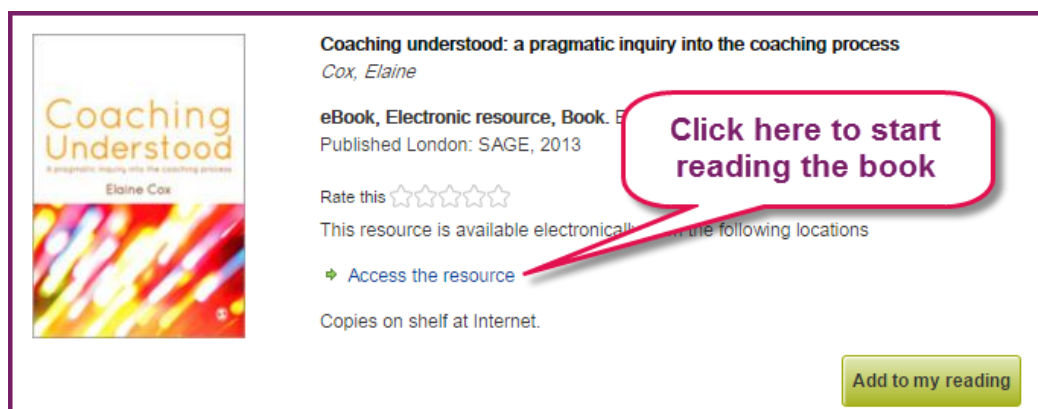 Coaching
Understood
A pragmatic inquiry into the coaching process
Elaine Cox
Coaching understood: a pragmatic inquiry into the coaching process
Cox, Elaine
eBook, Electronic resource, Book.
Published London: SAGE, 2013
Click here to start
reading the book
Rate this
This resource is available electronically the following locations
Access the resource
Copies on shelf at Internet.
Add to my reading